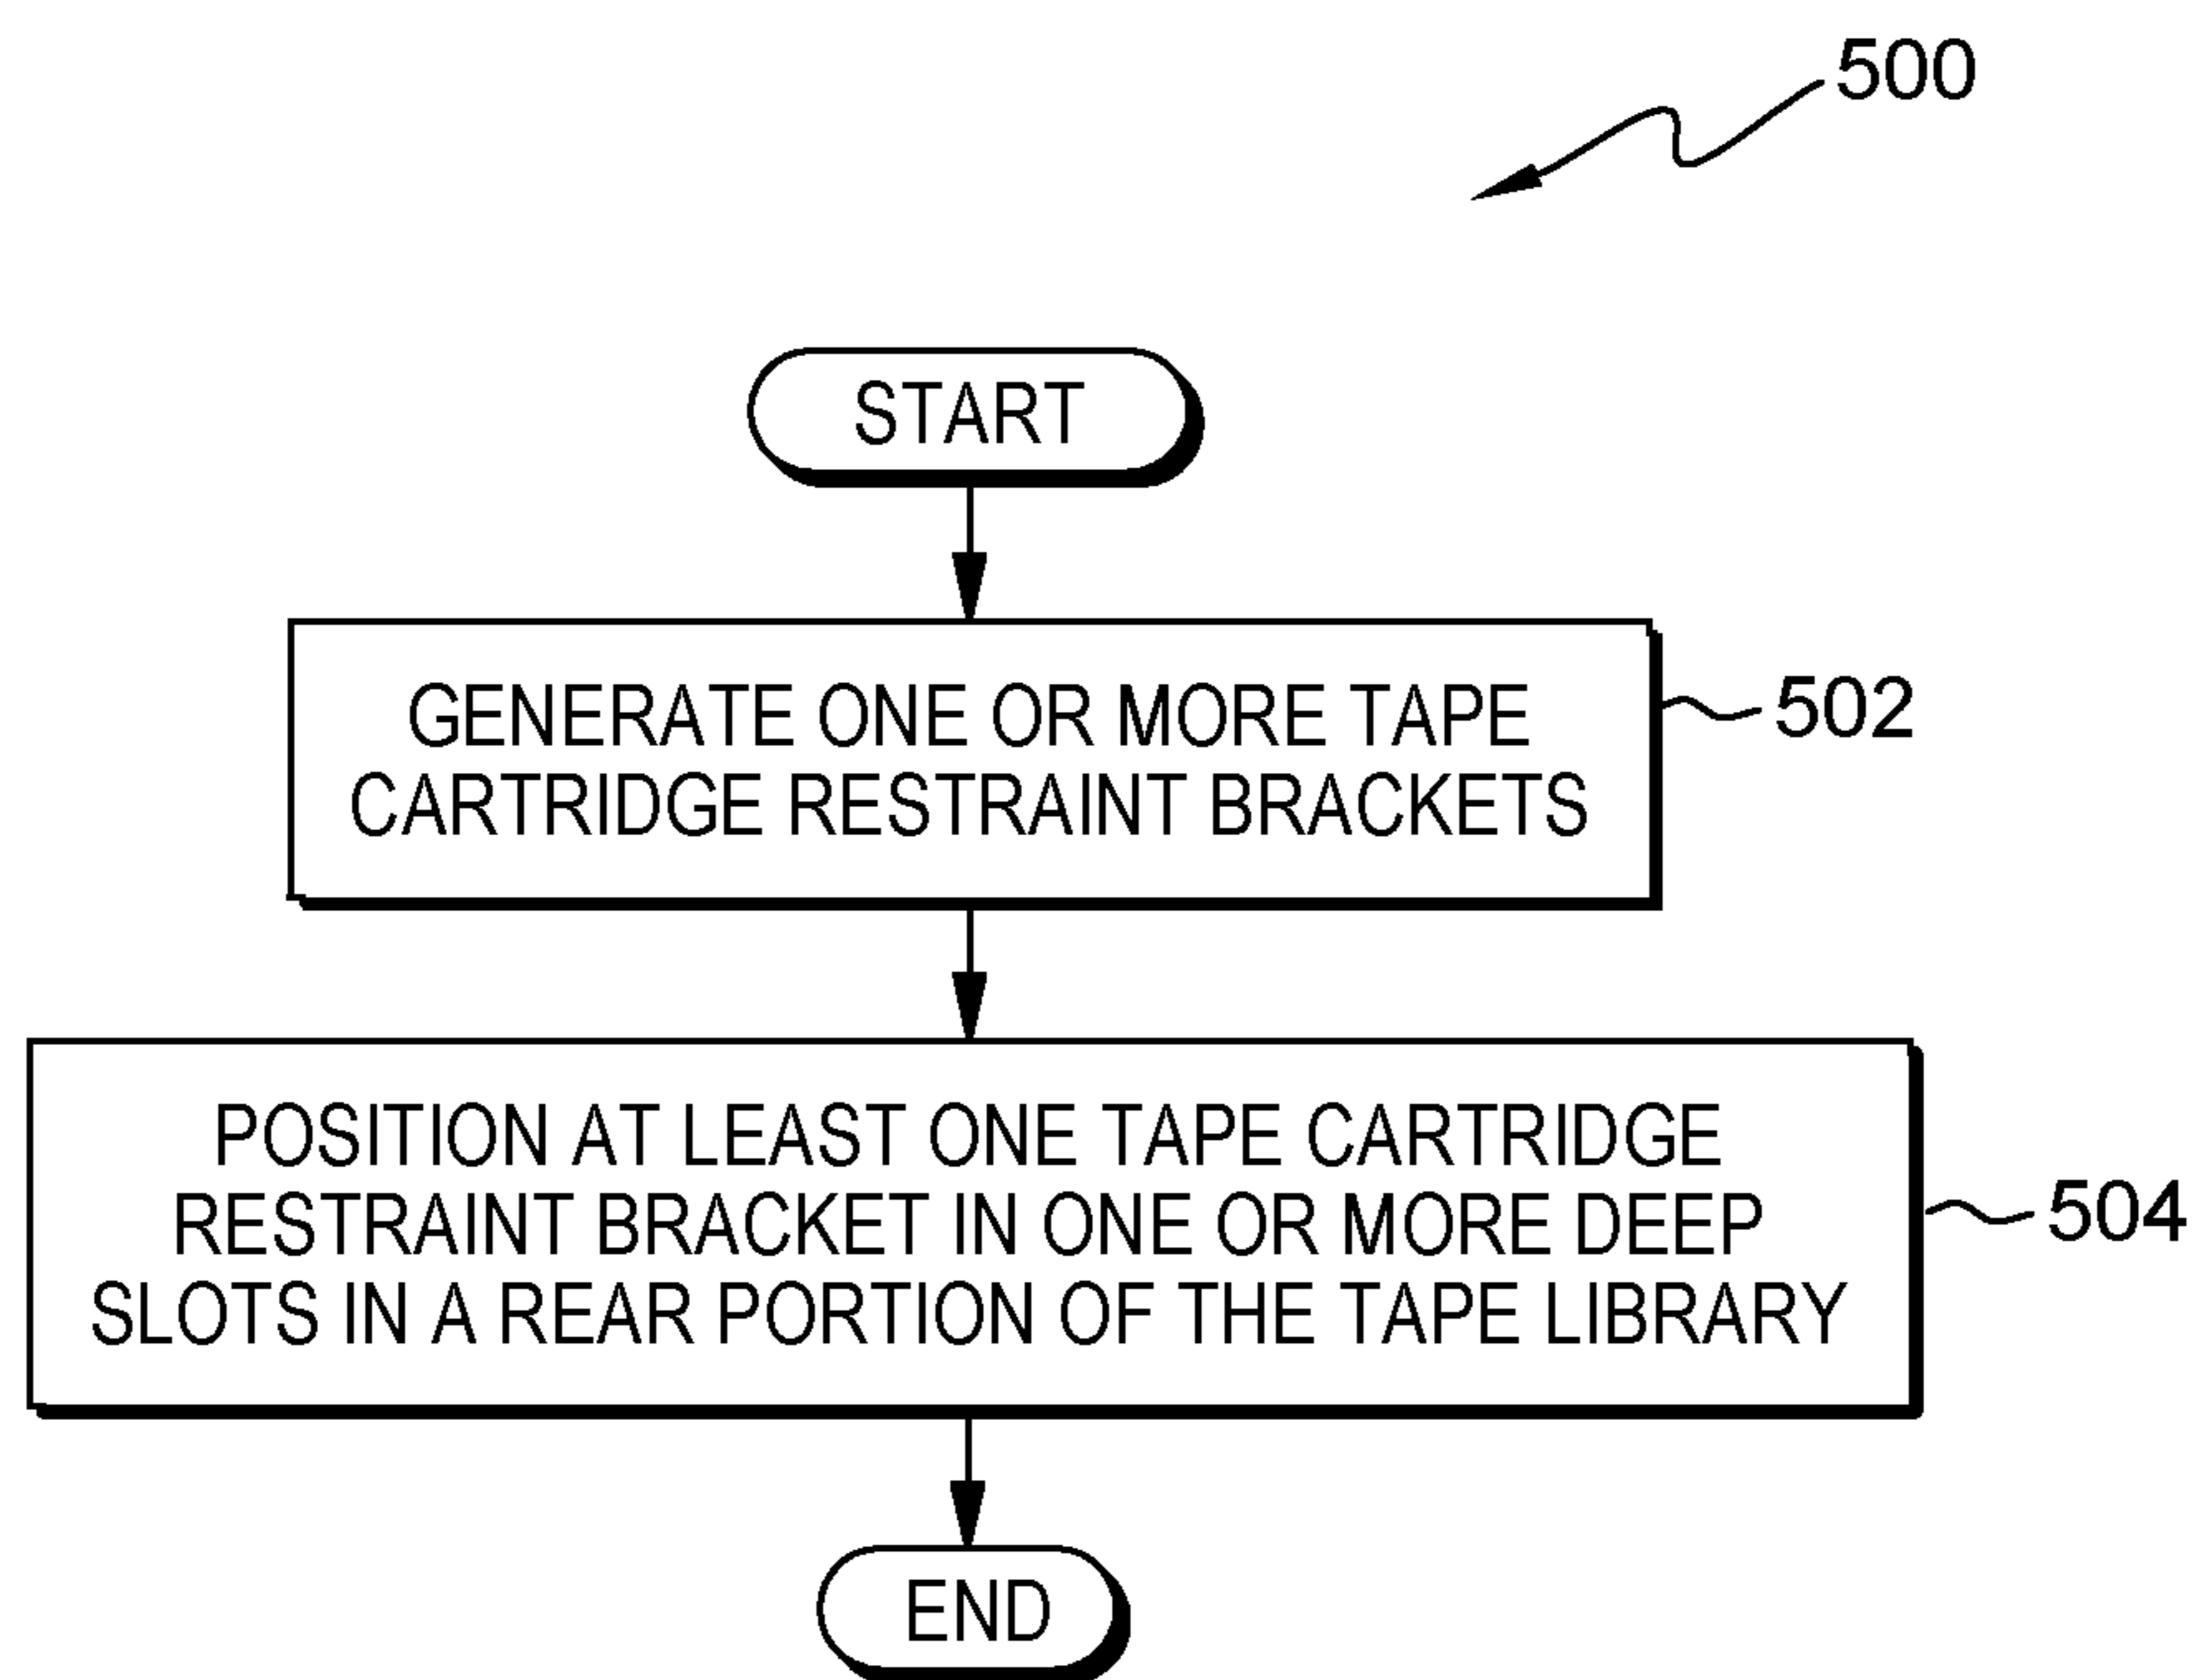 500
START
GENERATE ONE OR MORE TAPE
CARTRIDGE RESTRAINT BRACKETS
502
POSITION AT LEAST ONE TAPE CARTRIDGE
RESTRAINT BRACKET IN ONE OR MORE DEEP
SLOTS IN A REAR PORTION OF THE TAPE LIBRARY
504
END